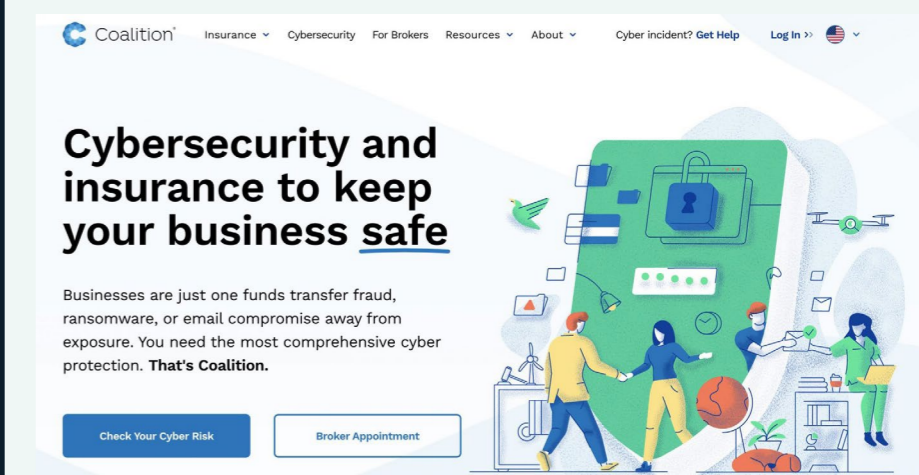 Coalition®
Insurance
Cybersecurity
For Brokers
Resources
About
Cyber incident? Get Help
Log In >>
Cybersecurity and
insurance to keep
your business safe
Businesses are just one funds transfer fraud,
ransomware, or email compromise away from
exposure. You need the most comprehensive cyber
protection. That's Coalition.
Check Your Cyber Risk
Broker Appointment